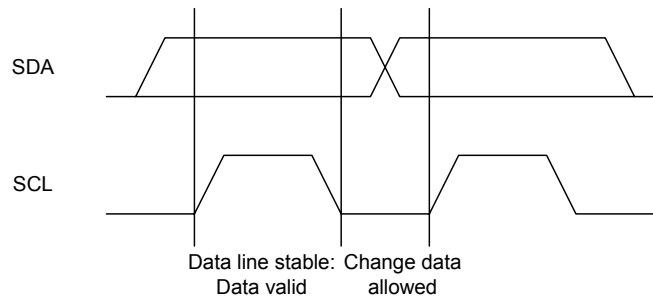 SDA
SCL
Data line stable: Change data
Data valid allowed